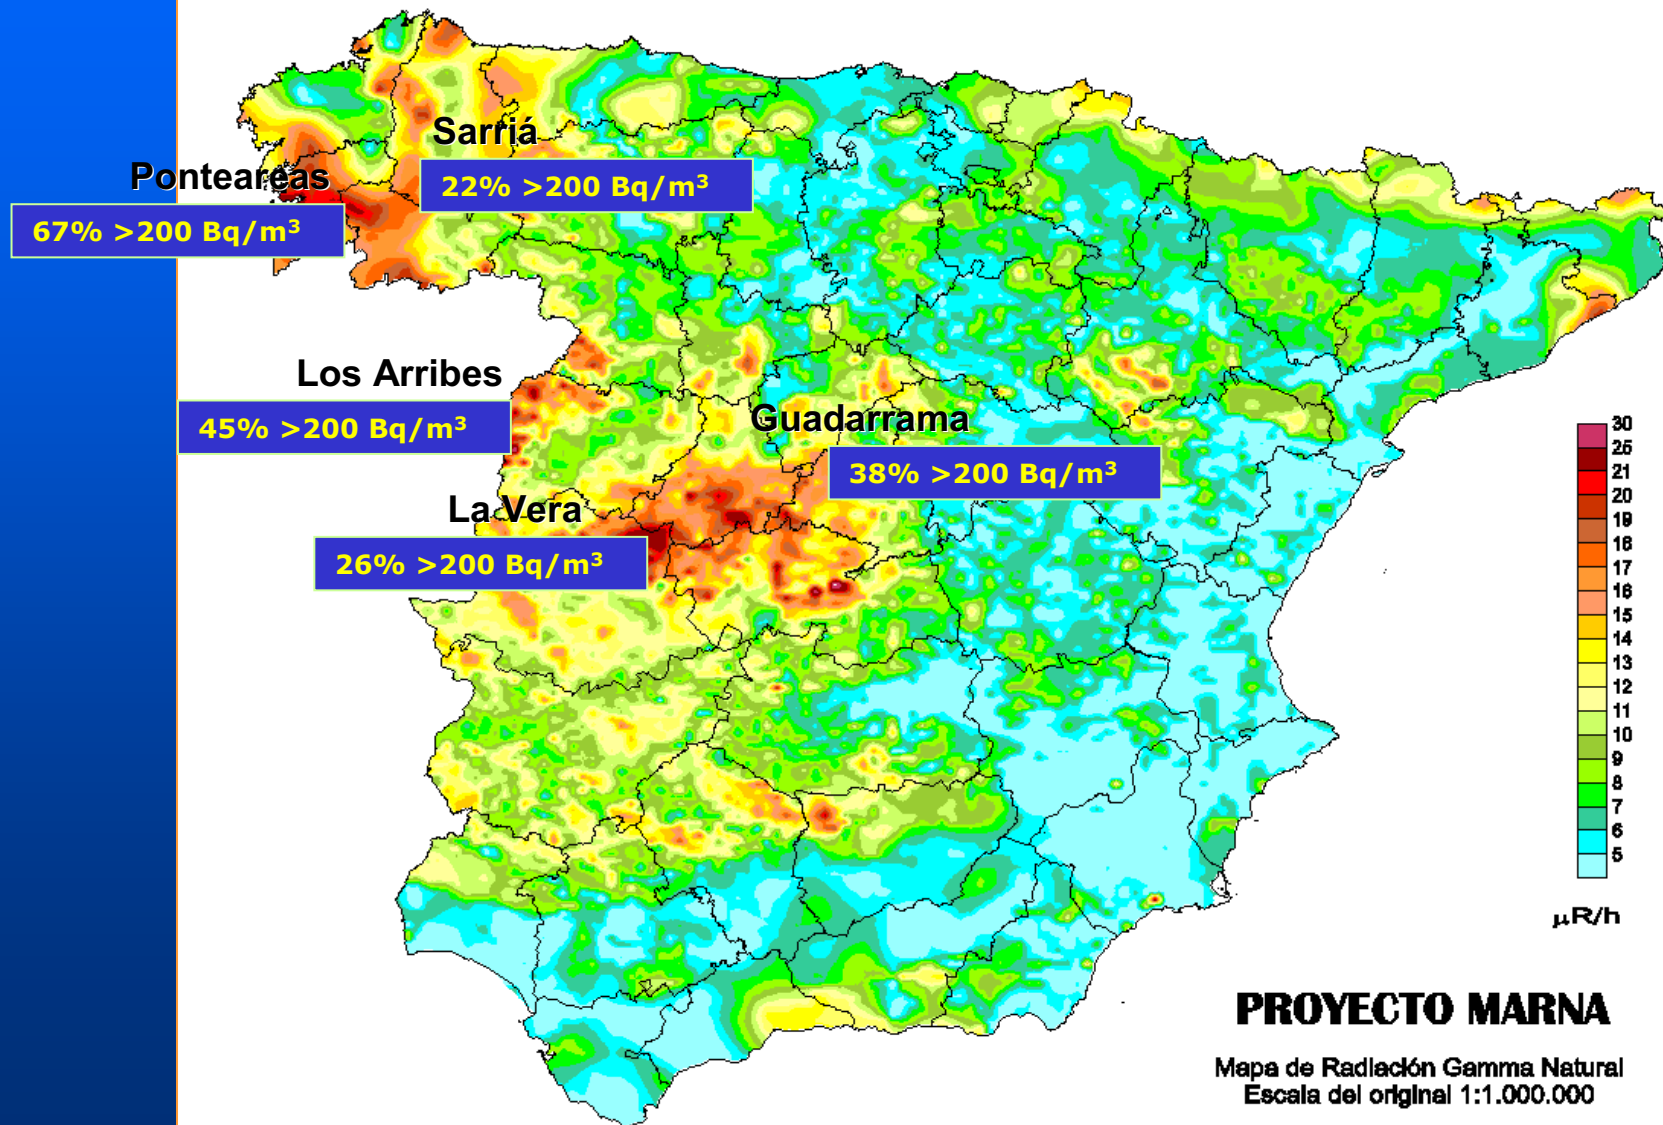 Sarriá
22% >200 Bq/m³
Ponteareas
67% >200 Bq/m³
Los Arribes
45% >200 Bq/m³
Guadarrama
38% >200 Bq/m³
La Vera
26% >200 Bq/m³
30
26
21
20
19
18
17
16
15
14
13
12
11
10
9
8
7
6
5
µR/h
PROYECTO MARNA
Mapa de Radiación Gamma Natural
Escala del original 1:1.000.000